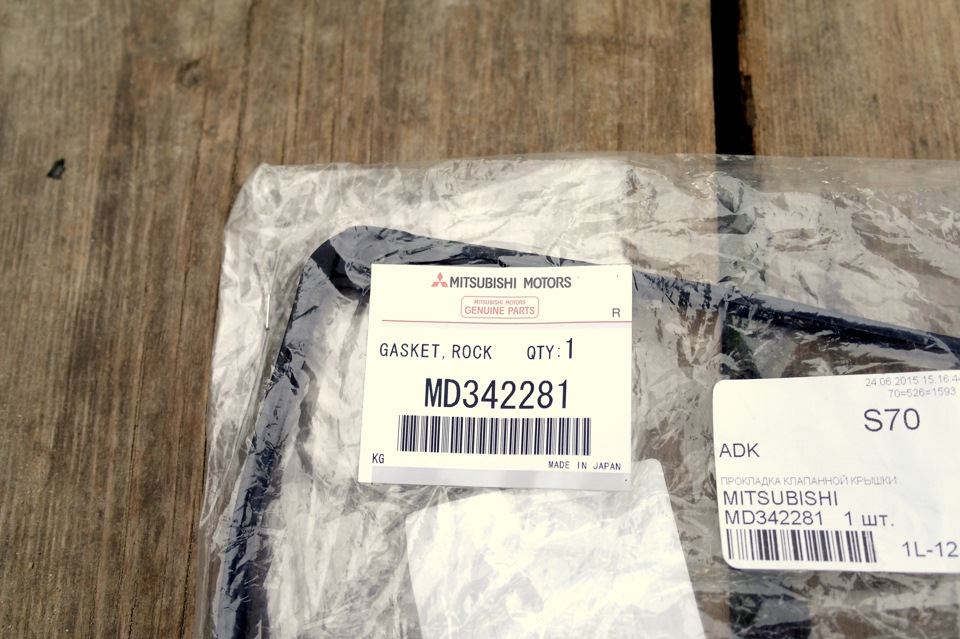 MITSUBISHI MOTORS
MITSUBISHI MOTORS
GENUINE PARTS
R
GASKET, ROCK QTY:1
MD342281
KG MADE IN JAPAN
24.06.2015 15:16:44
70=526=1593
S70
ADK
ПРОКЛАДКА КЛАПАННОЙ КРЫШКИ
MITSUBISHI
MD342281 1 шт.
1L-12